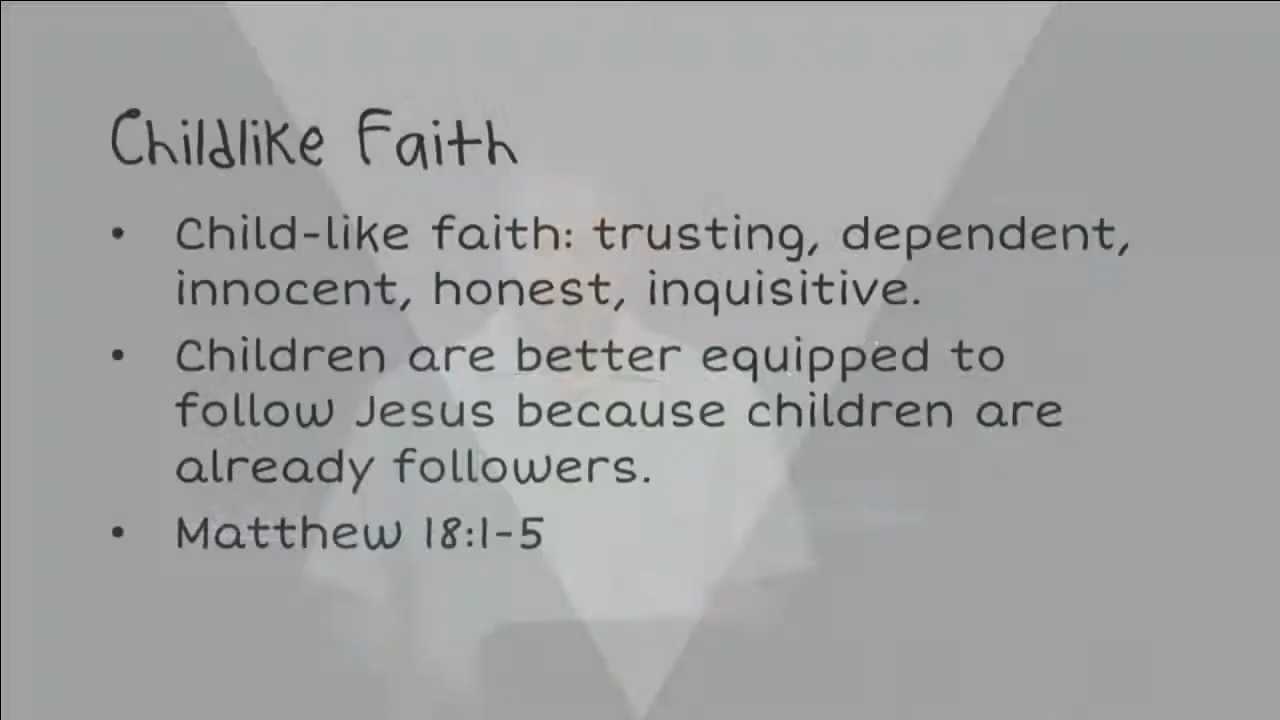 Childlike Faith
• Child-like faith: trusting, dependent,
innocent, honest, inquisitive.
• Children are better equipped to
follow Jesus because children are
already followers.
• Matthew 18:1-5